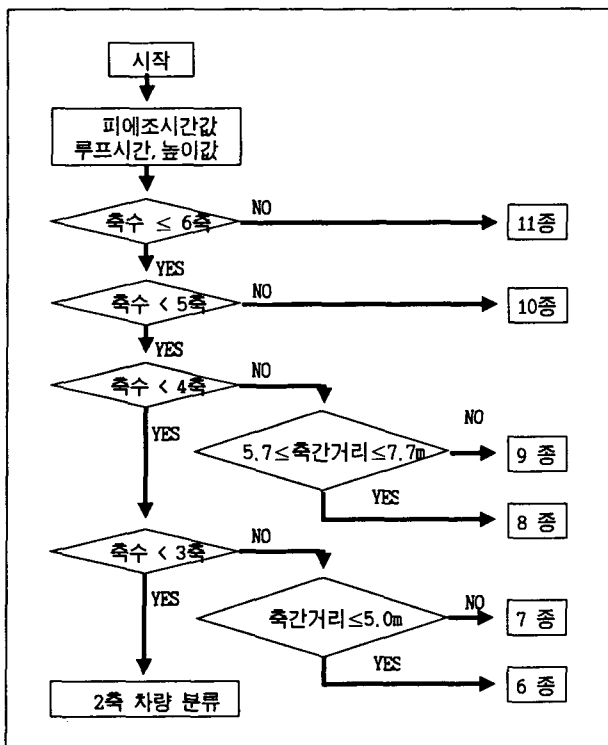 시작
피에조시간값
루프시간, 높이값
축수 ≤ 6축
NO
11종
YES
축수 < 5축
NO
10종
YES
축수 < 4축
NO
YES
5.7≤축간거리≤7.7m
NO
9 종
YES
8 종
축수 < 3축
NO
YES
축간거리≤5.0m
NO
7 종
YES
6 종
2축 차량 분류